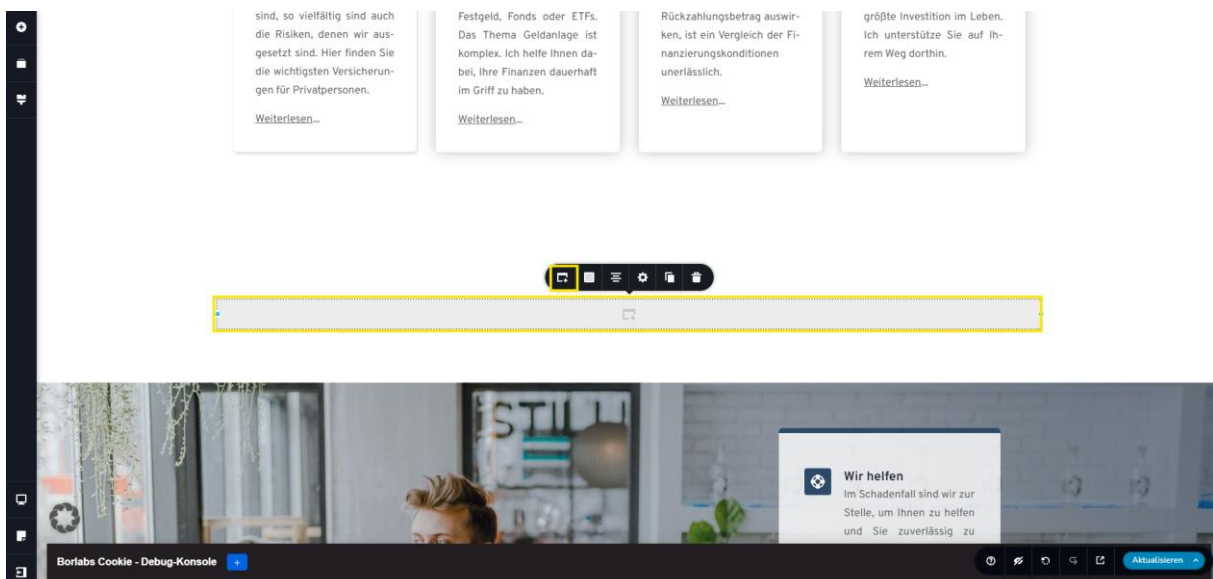 sind, so vielfältig sind auch
die Risiken, denen wir aus-
gesetzt sind. Hier finden Sie
die wichtigsten Versicherun-
gen für Privatpersonen.
Weiterlesen...
Festgeld, Fonds oder ETFs.
Das Thema Geldanlage ist
komplex. Ich helfe Ihnen da-
bei, Ihre Finanzen dauerhaft
im Griff zu haben.
Weiterlesen...
Rückzahlungsbetrag auswir-
ken, ist ein Vergleich der Fi-
nanzierungskonditionen
unerlässlich.
Weiterlesen...
größte Investition im Leben.
Ich unterstütze Sie auf Ih-
rem Weg dorthin.
Weiterlesen...
Wir helfen
Im Schadenfall sind wir zur
Stelle, um Ihnen zu helfen
und Sie zuverlässig zu
Borlabs Cookie - Debug-Konsole +
Aktualisieren